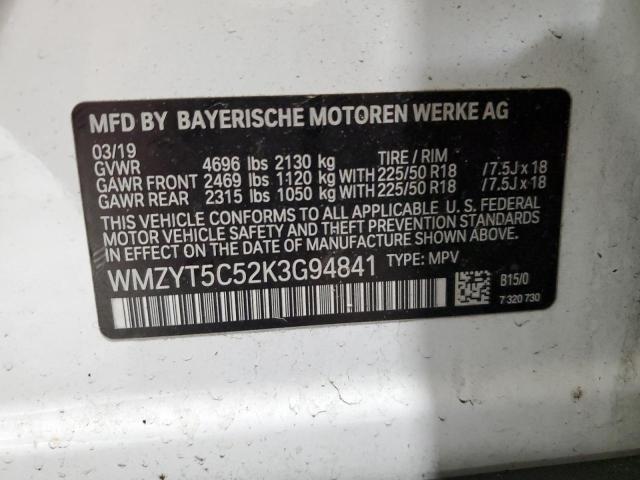 MFD BY BAYERISCHE MOTOREN WERKE AG
03/19 TIRE / RIM
GVWR 4696 lbs 2130 kg
GAWR FRONT 2469 lbs 1120 kg WITH 225/50 R18 /7.5J x 18
GAWR REAR 2315 lbs 1050 kg WITH 225/50 R18 /7.5J x 18
THIS VEHICLE CONFORMS TO ALL APPLICABLE U. S. FEDERAL
MOTOR VEHICLE SAFETY, AND THEFT PREVENTION STANDARDS
IN EFFECT ON THE DATE OF MANUFACTURE SHOWN ABOVE.
WMZYT5C52K3G94841 TYPE: MPV
B15/0
7 320 730